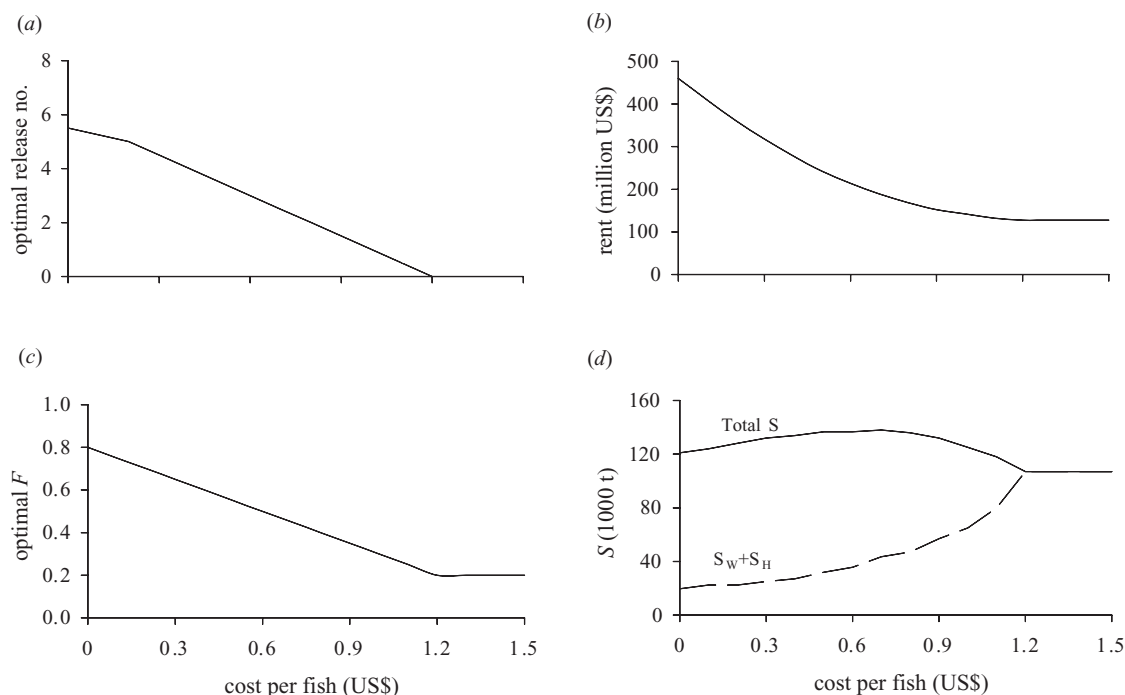 (a)
optimal release no.
8
6
4
2
0
(b)
rent (million US$)
500
400
300
200
100
0
(c)
optimal F
1.0
0.8
0.6
0.4
0.2
0.0
0 0.3 0.6 0.9 1.2 1.5
cost per fish (US$)
(d)
S (1000 t)
160
120
80
40
0
Total S
S_W+S_H
0 0.3 0.6 0.9 1.2 1.5
cost per fish (US$)